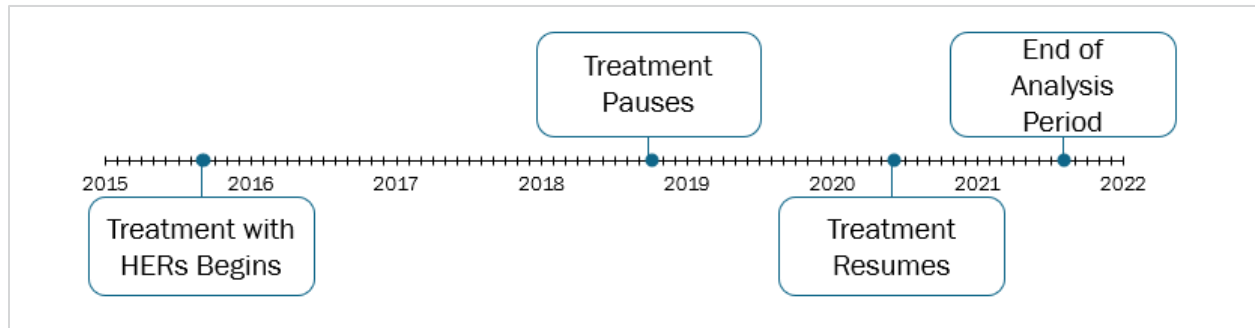 Treatment
Pauses
End of
Analysis
Period
2015 2016 2017 2018 2019 2020 2021 2022
Treatment with
HERs Begins
Treatment
Resumes